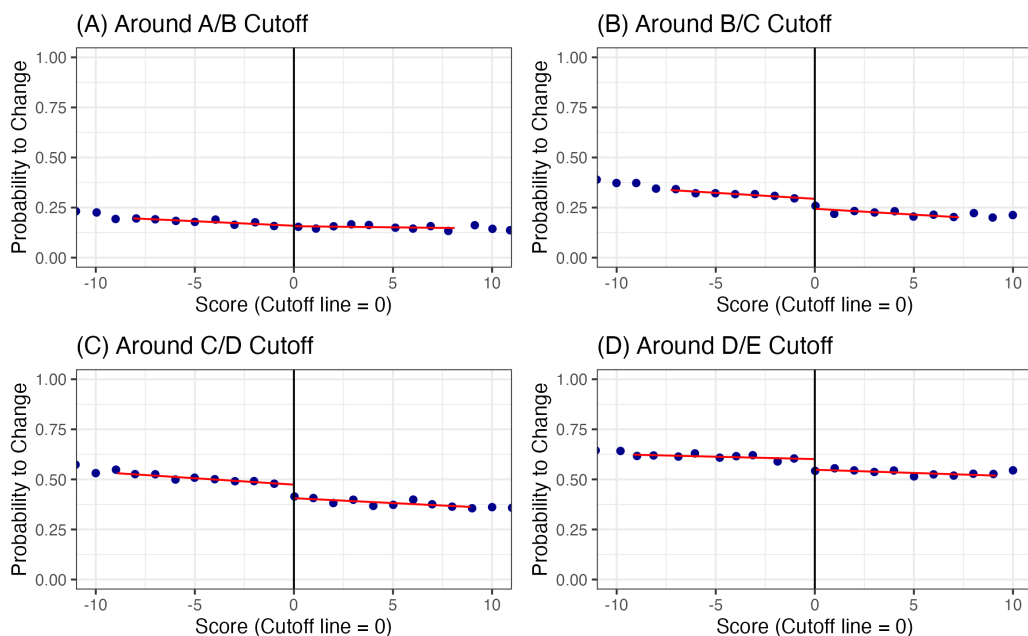 (A) Around A/B Cutoff
Probability to Change
1.00
0.75
0.50
0.25
0.00
-10 -5 0 5 10
Score (Cutoff line = 0)
(B) Around B/C Cutoff
Probability to Change
1.00
0.75
0.50
0.25
0.00
-10 -5 0 5 10
Score (Cutoff line = 0)
(C) Around C/D Cutoff
Probability to Change
1.00
0.75
0.50
0.25
0.00
-10 -5 0 5 10
Score (Cutoff line = 0)
(D) Around D/E Cutoff
Probability to Change
1.00
0.75
0.50
0.25
0.00
-10 -5 0 5 10
Score (Cutoff line = 0)